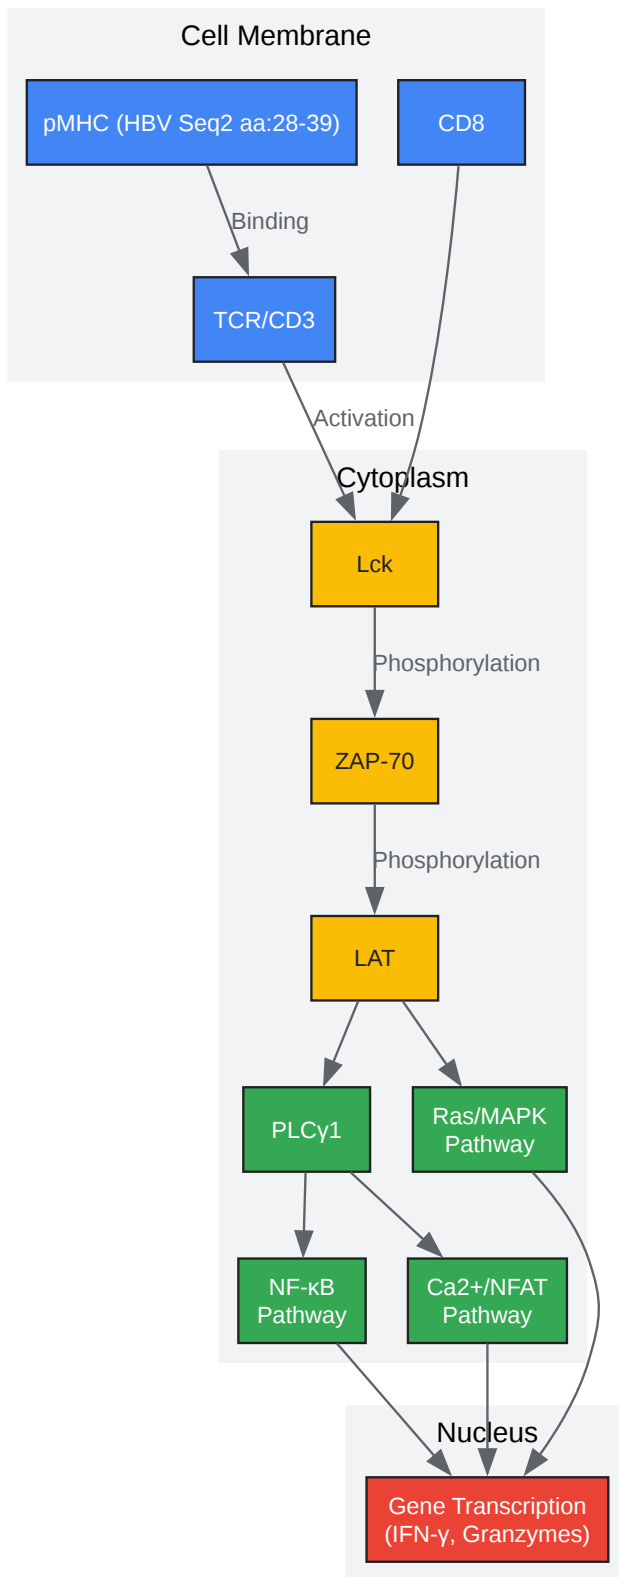 Cell Membrane
pMHC (HBV Seq2 aa:28-39)
CD8
Binding
TCR/CD3
Activation
Cytoplasm
Lck
Phosphorylation
ZAP-70
Phosphorylation
LAT
PLCγ1
Ras/MAPK
Pathway
NF-κB
Pathway
Ca2+/NFAT
Pathway
Nucleus
Gene Transcription
(IFN-γ, Granzymes)